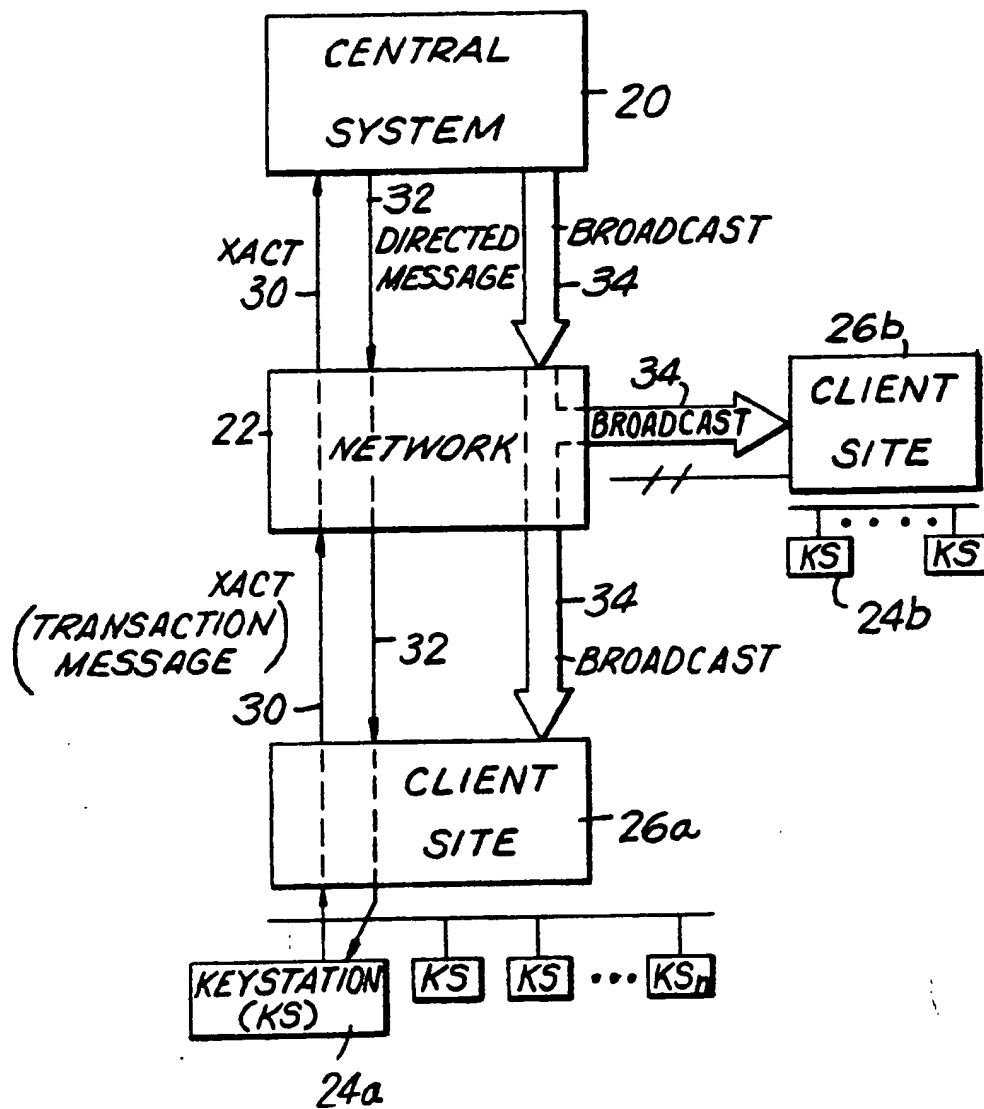 CENTRAL
SYSTEM
20
32
DIRECTED
MESSAGE
BROADCAST
34
XACT
30
26b
CLIENT
SITE
34
BROADCAST
22
NETWORK
KS
KS
24b
XACT
(TRANSACTION
MESSAGE)
30
32
34
BROADCAST
CLIENT
SITE
26a
KEYSTATION
(KS)
KS
KS
KSn
24a